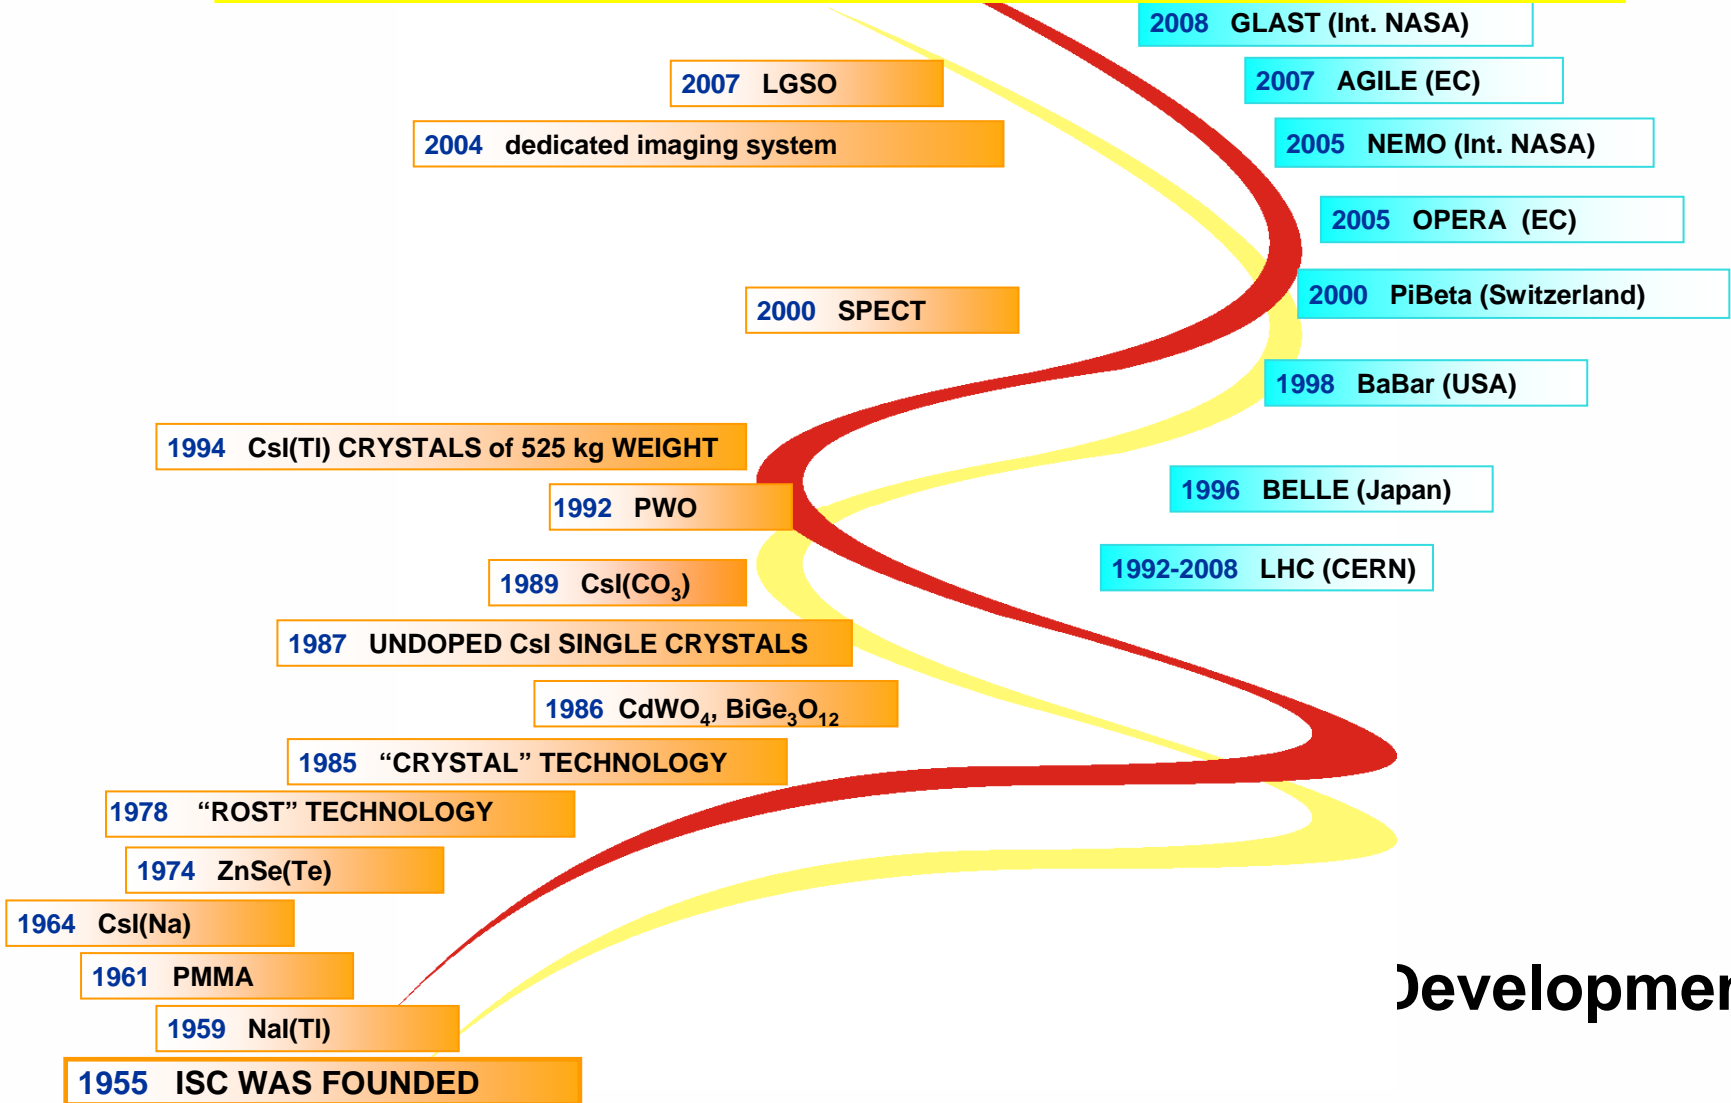 2008 GLAST (Int. NASA)
2007 LGSO
2007 AGILE (EC)
2004 dedicated imaging system
2005 NEMO (Int. NASA)
2005 OPERA (EC)
2000 PiBeta (Switzerland)
2000 SPECT
1998 BaBar (USA)
1994 CsI(Tl) CRYSTALS of 525 kg WEIGHT
1996 BELLE (Japan)
1992 PWO
1992-2008 LHC (CERN)
1989 CsI(CO₃)
1987 UNDOPED CsI SINGLE CRYSTALS
1986 CdWO₄, BiGe₃O₁₂
1985 “CRYSTAL” TECHNOLOGY
1978 “ROST” TECHNOLOGY
1974 ZnSe(Te)
1964 CsI(Na)
1961 PMMA
1959 NaI(Tl)
1955 ISC WAS FOUNDED